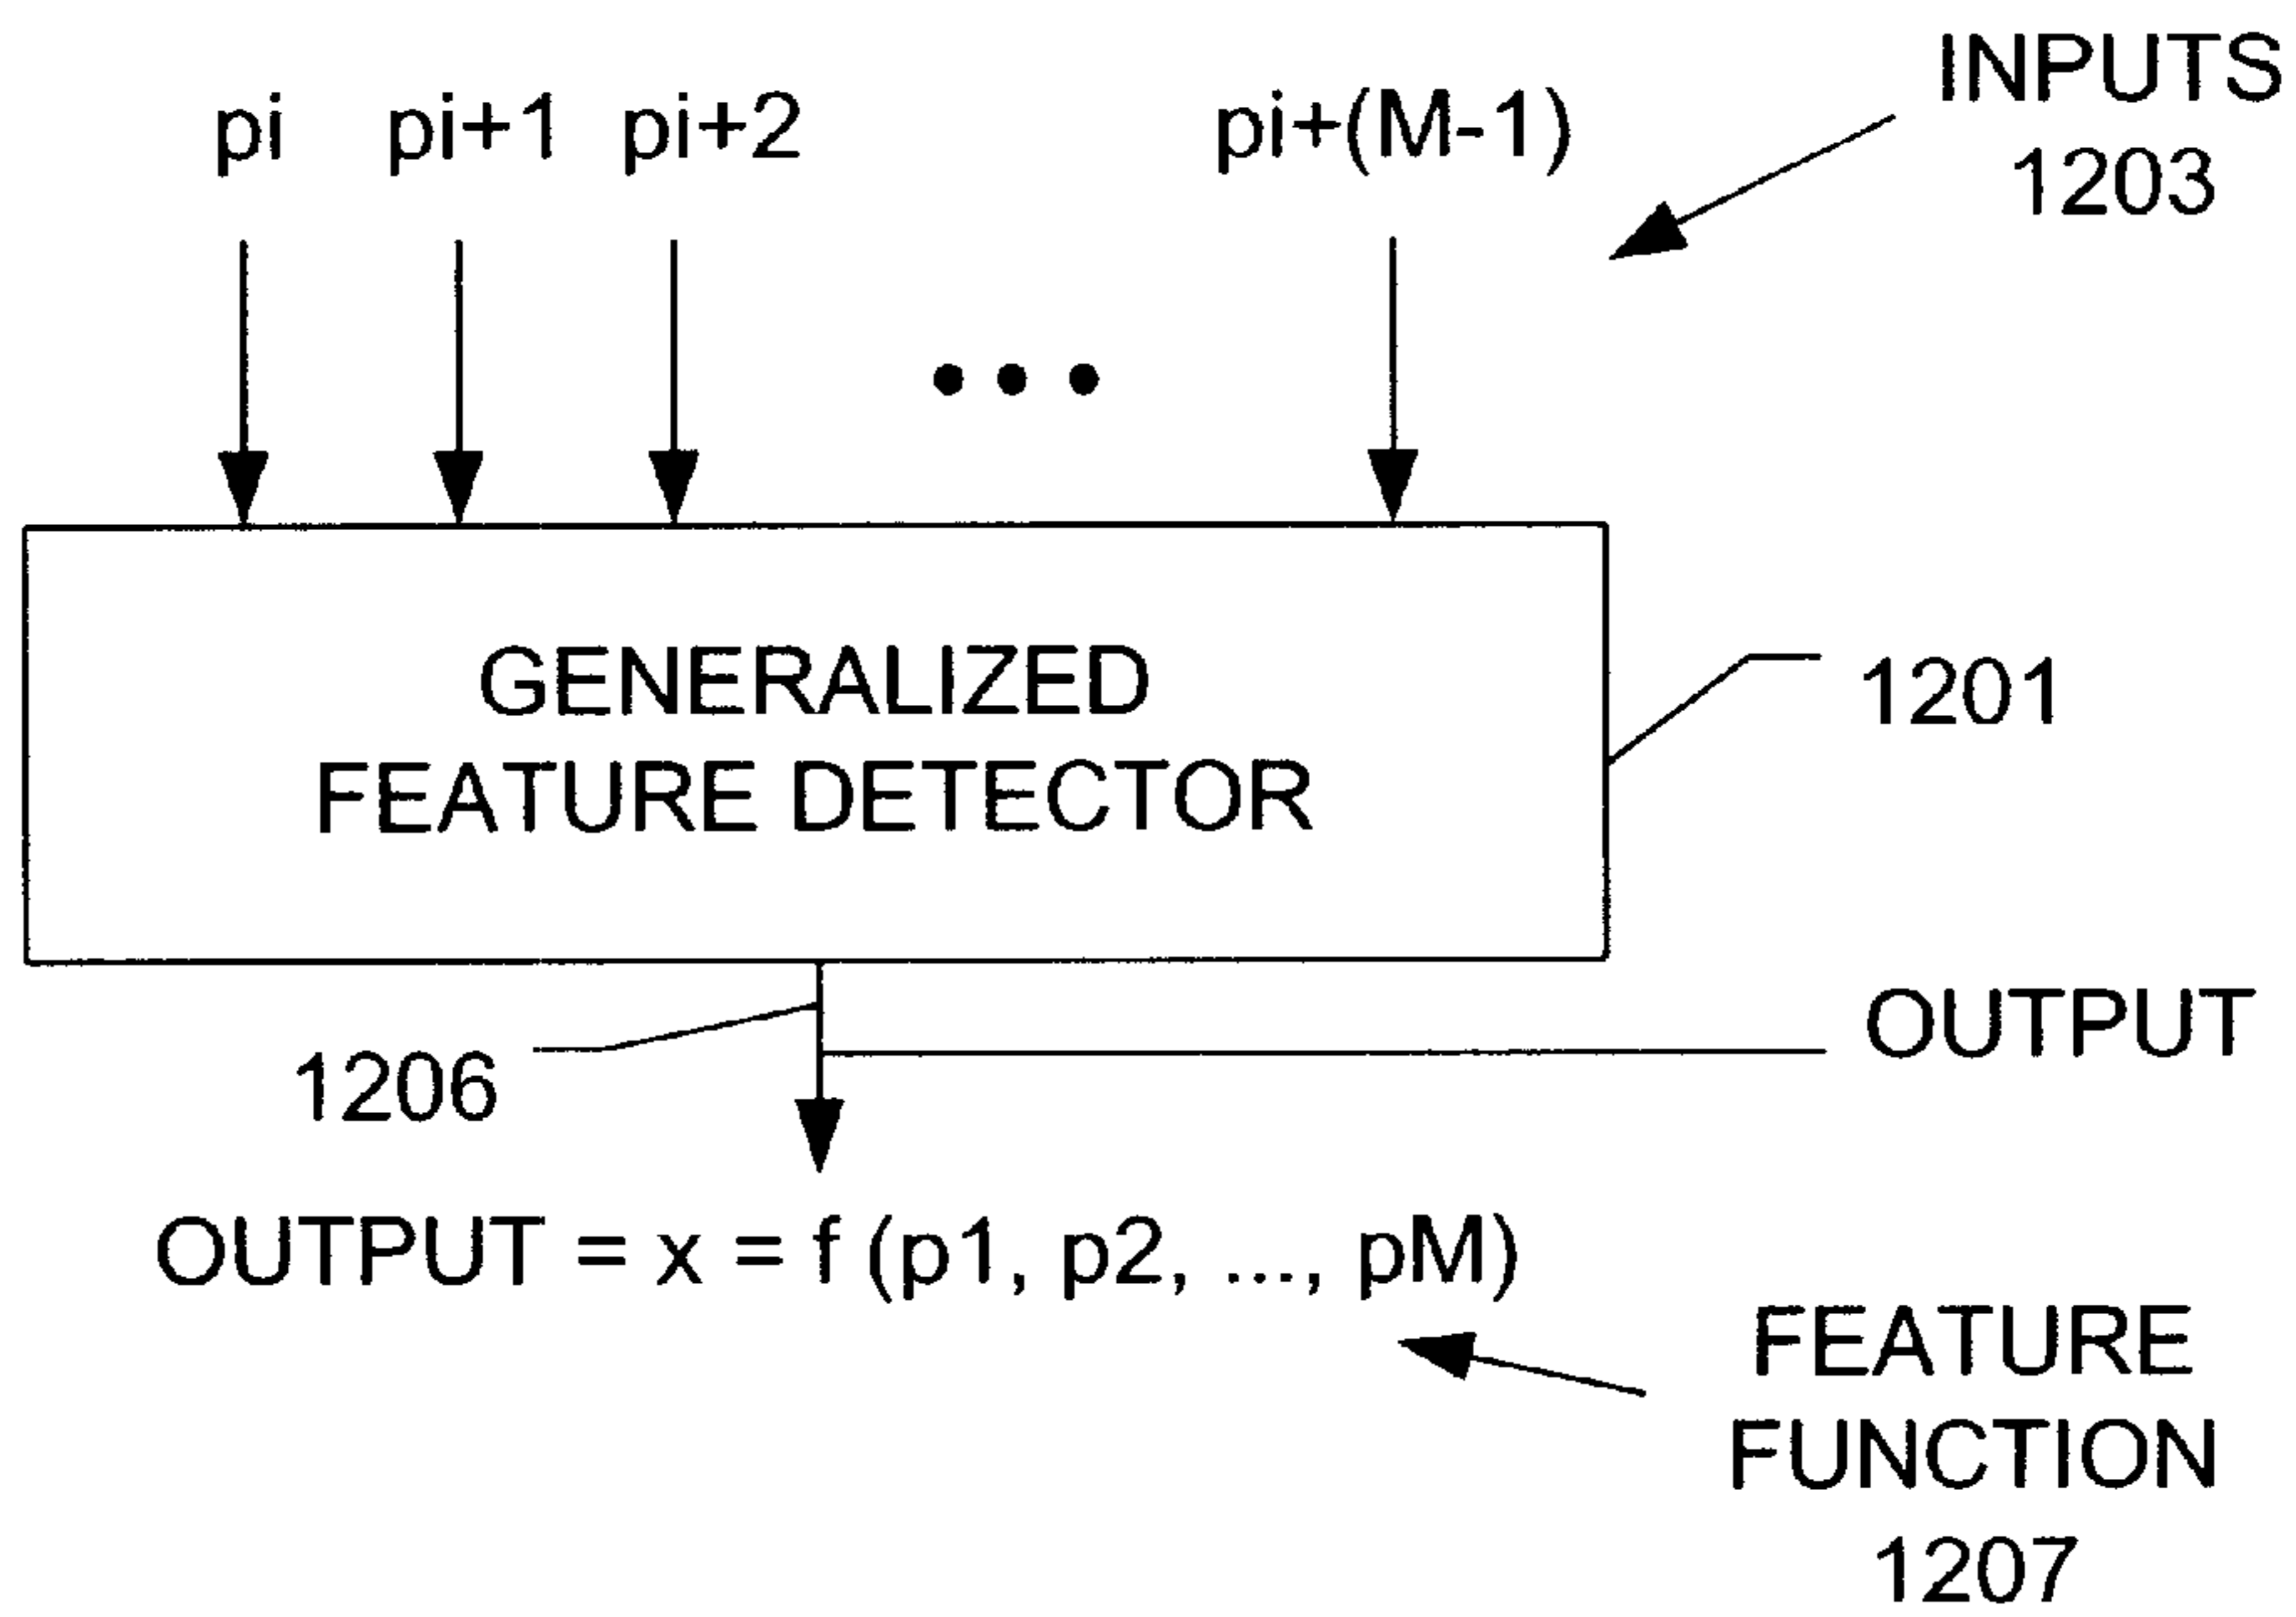 INPUTS
1203
pi pi+1 pi+2 pi+(M-1)
GENERALIZED
FEATURE DETECTOR
1201
OUTPUT
1206
OUTPUT = x = f (p1, p2, ..., pM)
FEATURE
FUNCTION
1207